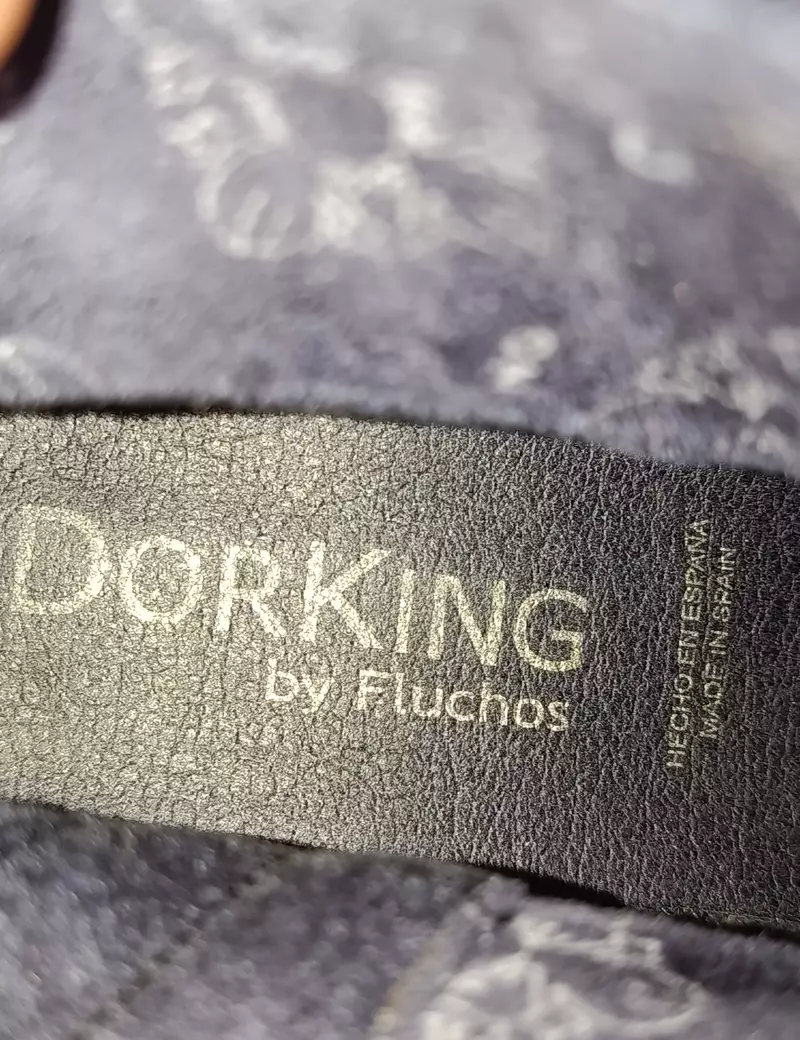 DORKING
by Fluchos
HECHO EN ESPAÑA
MADE IN SPAIN